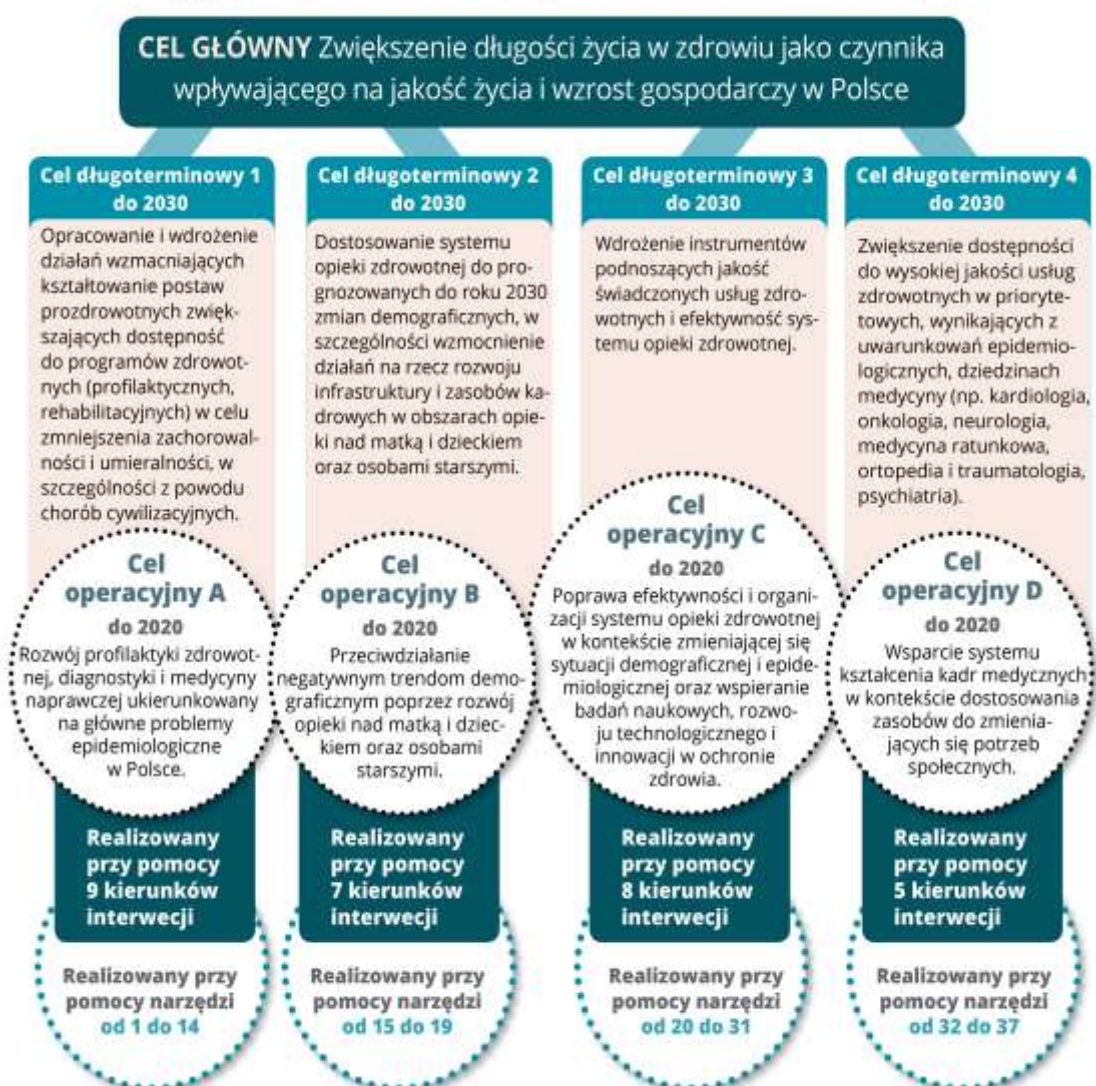 CEL GŁÓWNY Zwiększenie długości życia w zdrowiu jako czynnika
wpływającego na jakość życia i wzrost gospodarczy w Polsce
Cel długoterminowy 1
do 2030
Opracowanie i wdrożenie
działań wzmacniających
kształtowanie postaw
prozdrowotnych zwięk-
szających dostępność
do programów zdrowot-
nych (profilaktycznych,
rehabilitacyjnych) w celu
zmniejszenia zachorowal-
ności i umieralności, w
szczególności z powodu
chorób cywilizacyjnych.
Cel
operacyjny A
do 2020
Rozwój profilaktyki zdrowot-
nej, diagnostyki i medycyny
naprawczej ukierunkowany
na główne problemy
epidemiologiczne
w Polsce.
Realizowany
przy pomocy
9 kierunków
interwecji
Realizowany przy
pomocy narzędzi
od 1 do 14
Cel długoterminowy 2
do 2030
Dostosowanie systemu
opieki zdrowotnej do pro-
gnozowanych do roku 2030
zmian demograficznych, w
szczególności wzmocnienie
działań na rzecz rozwoju
infrastruktury i zasobów ka-
drowych w obszarach opie-
ki nad matką i dzieckiem
oraz osobami starszymi.
Cel
operacyjny B
do 2020
Przeciwdziałanie
negatywnym trendom demo-
graficznym poprzez rozwój
opieki nad matką i dziec-
kiem oraz osobami
starszymi.
Realizowany
przy pomocy
7 kierunków
interwecji
Realizowany przy
pomocy narzędzi
od 15 do 19
Cel długoterminowy 3
do 2030
Wdrożenie instrumentów
podnoszących jakość
świadczonych usług zdro-
wotnych i efektywność sys-
temu opieki zdrowotnej.
Cel
operacyjny C
do 2020
Poprawa efektywności i organi-
zacji systemu opieki zdrowotnej
w kontekście zmieniającej się
sytuacji demograficznej i epide-
miologicznej oraz wspieranie
badań naukowych, rozwo-
ju technologicznego i
innowacji w ochronie
zdrowia.
Realizowany
przy pomocy
8 kierunków
interwecji
Realizowany przy
pomocy narzędzi
od 20 do 31
Cel długoterminowy 4
do 2030
Zwiększenie dostępności
do wysokiej jakości usług
zdrowotnych w prioryte-
towych, wynikających z
uwarunkowań epidemio-
logicznych, dziedzinach
medycyny (np. kardiologia,
onkologia, neurologia,
medycyna ratunkowa,
ortopedia i traumatologia,
psychiatria).
Cel
operacyjny D
do 2020
Wsparcie systemu
kształcenia kadr medycznych
w kontekście dostosowania
zasobów do zmienia-
jących się potrzeb
społecznych.
Realizowany
przy pomocy
5 kierunków
interwecji
Realizowany przy
pomocy narzędzi
od 32 do 37